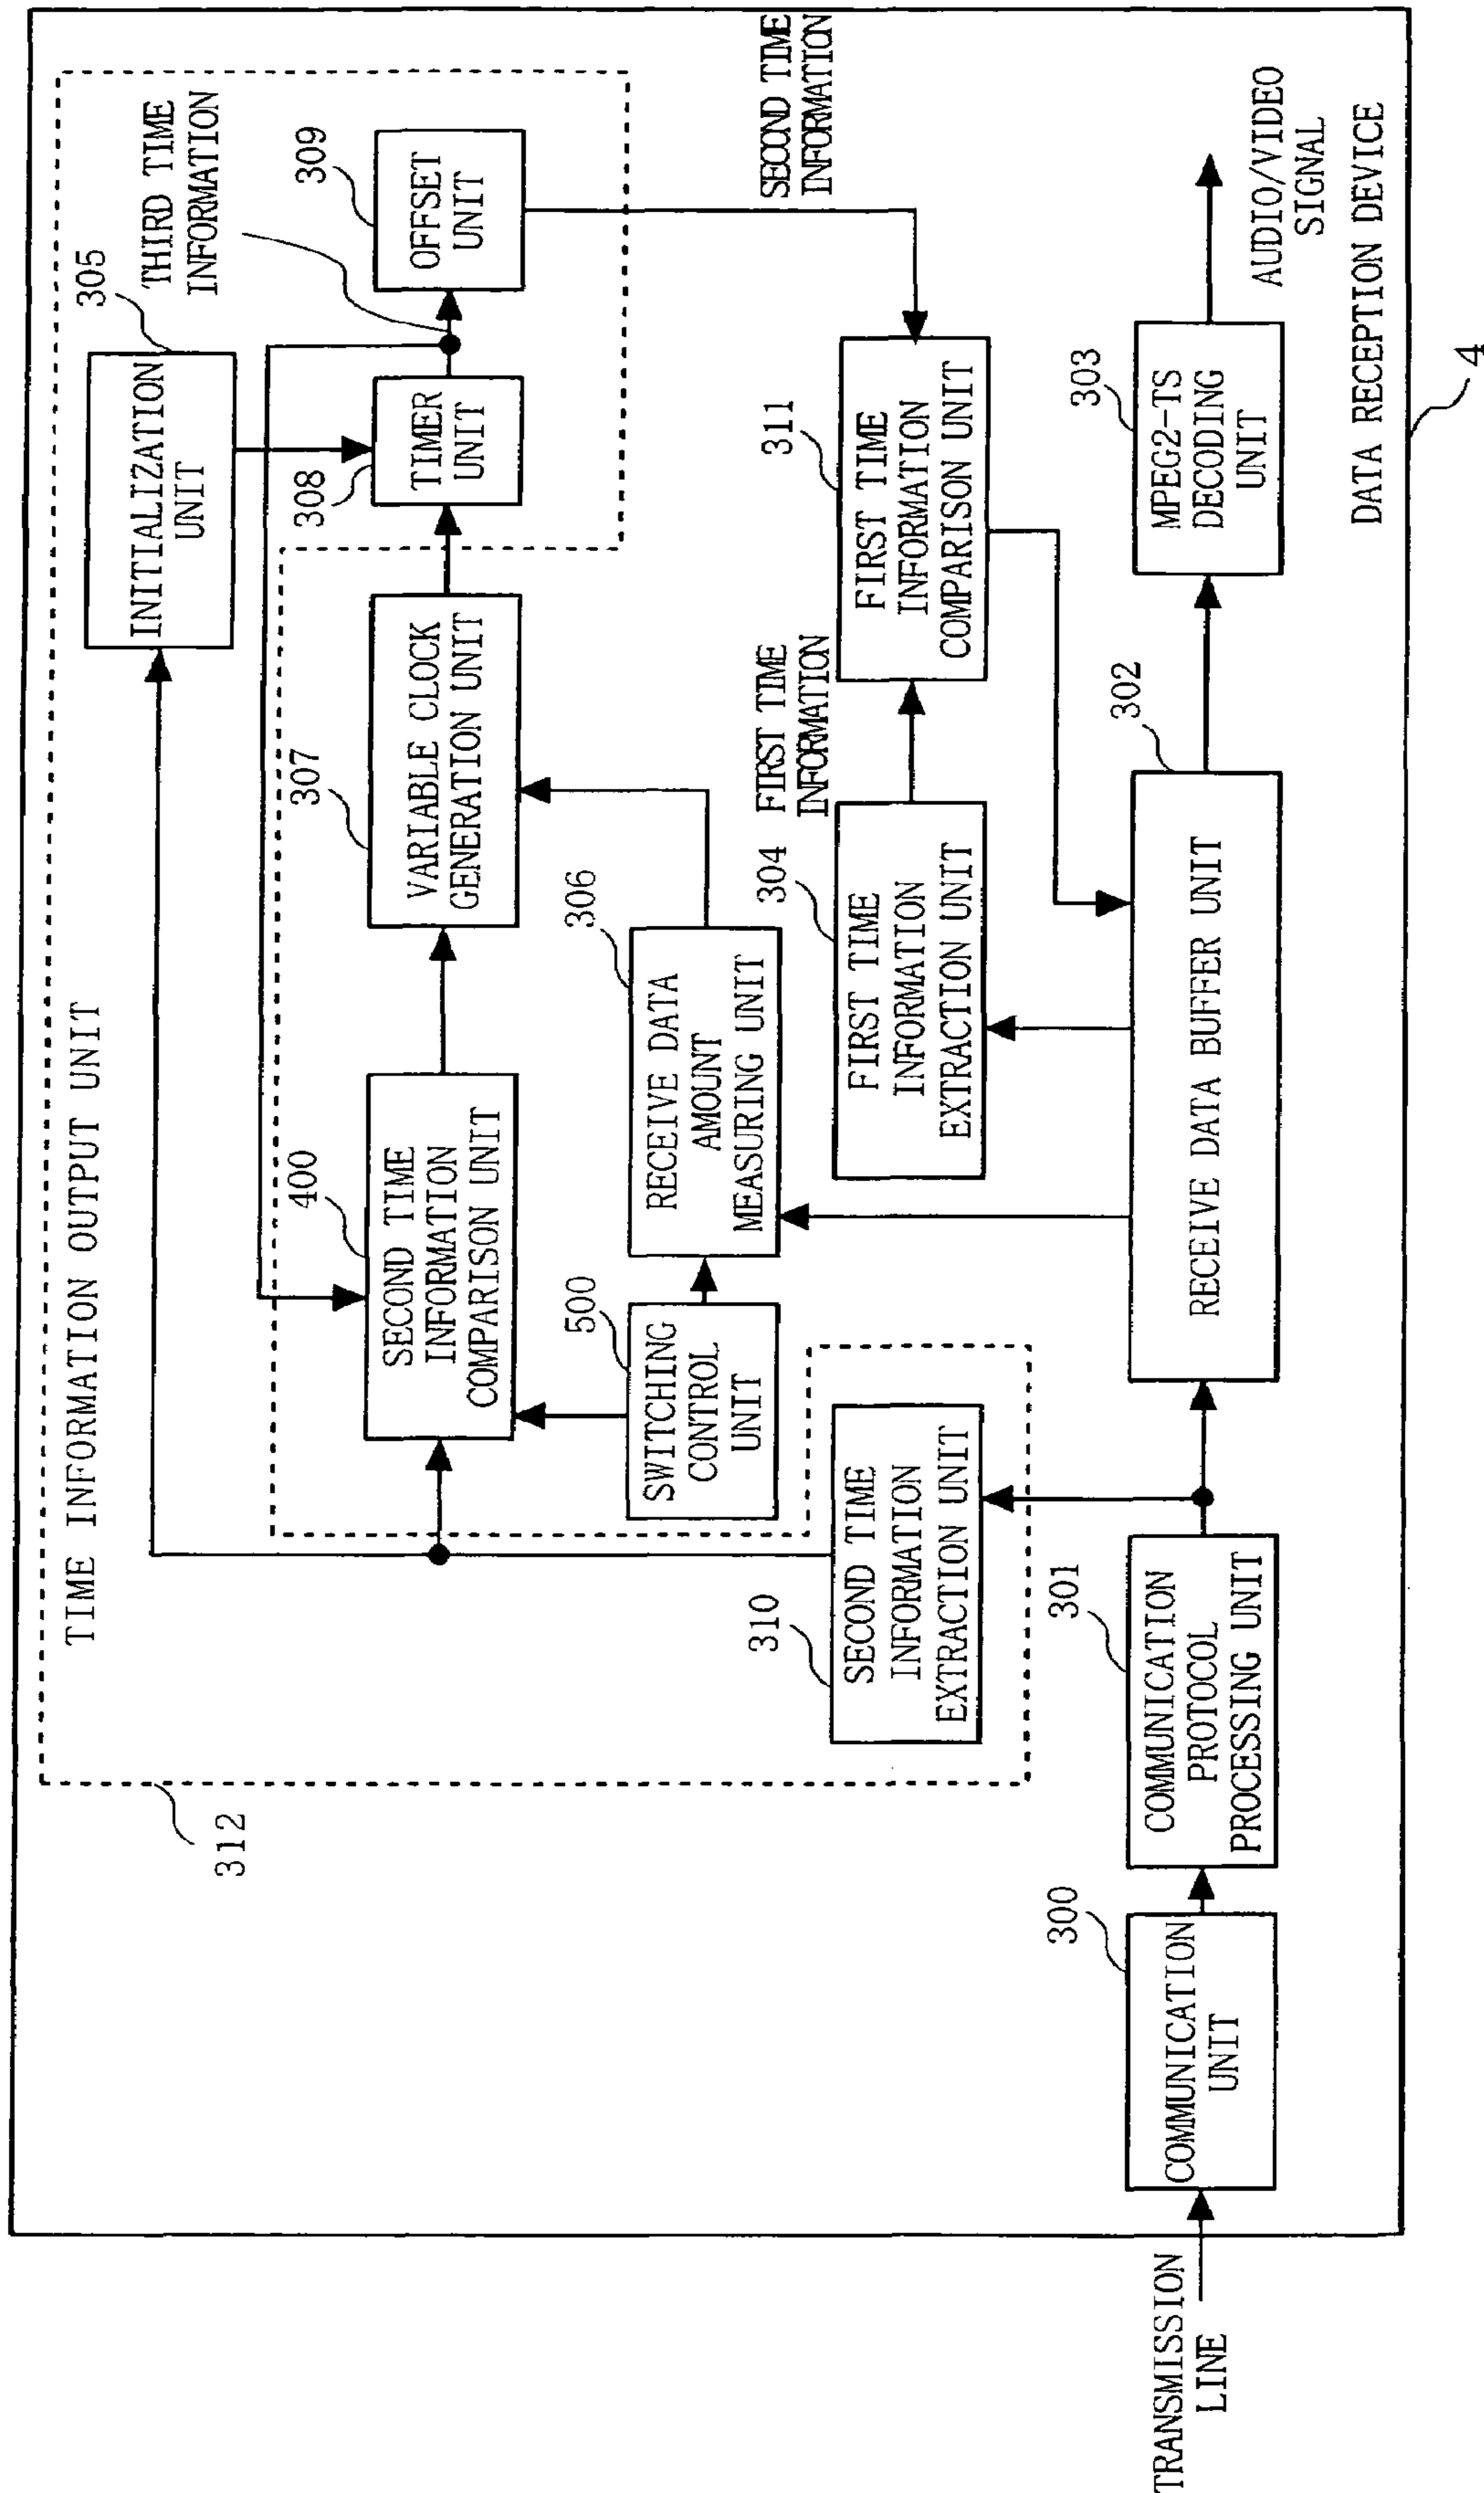 TIME INFORMATION OUTPUT UNIT
312
INITIALIZATION
UNIT
305
THIRD TIME
INFORMATION
400
SECOND TIME
INFORMATION
COMPARISON UNIT
307
VARIABLE CLOCK
GENERATION UNIT
308
TIMER
UNIT
309
OFFSET
UNIT
500
SWITCHING
CONTROL
UNIT
306
RECEIVE DATA
AMOUNT
MEASURING UNIT
SECOND TIME
INFORMATION
310
SECOND TIME
INFORMATION
EXTRACTION UNIT
304
FIRST TIME
INFORMATION
EXTRACTION UNIT
FIRST TIME
INFORMATION
311
FIRST TIME
INFORMATION
COMPARISON UNIT
TRANSMISSION
LINE
300
COMMUNICATION
UNIT
301
COMMUNICATION
PROTOCOL
PROCESSING UNIT
302
RECEIVE DATA BUFFER UNIT
303
MPEG2-TS
DECODING
UNIT
AUDIO/VIDEO
SIGNAL
DATA RECEPTION DEVICE
4